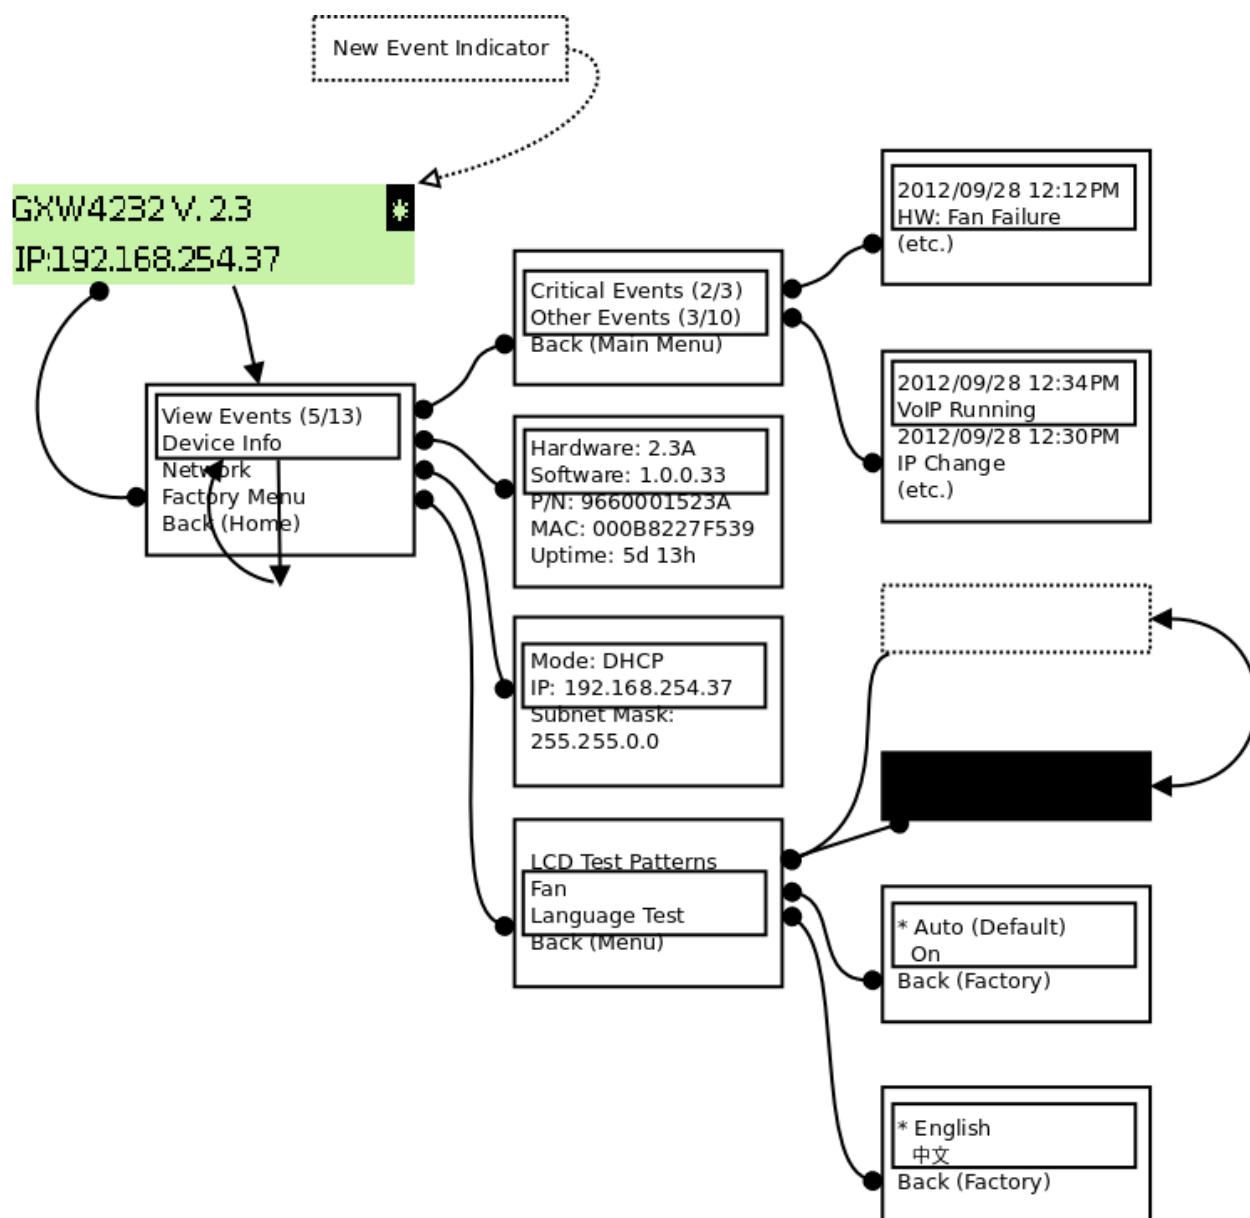 New Event Indicator
GXW4232 V. 2.3 *
IP:192.168.254.37
View Events (5/13)
Device Info
Network
Factory Menu
Back (Home)
Critical Events (2/3)
Other Events (3/10)
Back (Main Menu)
2012/09/28 12:12PM
HW: Fan Failure
(etc.)
2012/09/28 12:34PM
VoIP Running
2012/09/28 12:30PM
IP Change
(etc.)
Hardware: 2.3A
Software: 1.0.0.33
P/N: 9660001523A
MAC: 000B8227F539
Uptime: 5d 13h
Mode: DHCP
IP: 192.168.254.37
Subnet Mask:
255.255.0.0
LCD Test Patterns
Fan
Language Test
Back (Menu)
* Auto (Default)
On
Back (Factory)
* English
中文
Back (Factory)